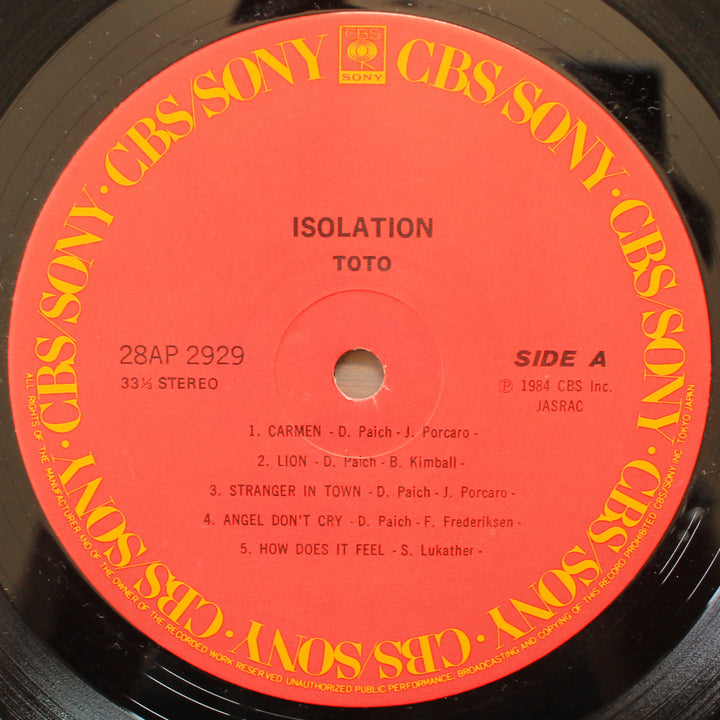 CBS
SONY
CBS/SONY · CBS/SONY · CBS/SONY · CBS/SONY · CBS/SONY · CBS/SONY · CBS/SONY · CBS/SONY · CBS/SONY · CBS/SONY
ISOLATION
TOTO
28AP 2929
33⅓ STEREO
SIDE A
Ⓟ 1984 CBS Inc.
JASRAC
1. CARMEN - D. Paich - J. Porcaro -
2. LION - D. Paich - B. Kimball -
3. STRANGER IN TOWN - D. Paich - J. Porcaro -
4. ANGEL DON'T CRY - D. Paich - F. Frederiksen -
5. HOW DOES IT FEEL - S. Lukather -
ALL RIGHTS OF THE MANUFACTURER AND OF THE OWNER OF THE RECORDED WORK RESERVED. UNAUTHORIZED PUBLIC PERFORMANCE, BROADCASTING AND COPYING OF THIS RECORD PROHIBITED. CBS/SONY INC. TOKYO JAPAN